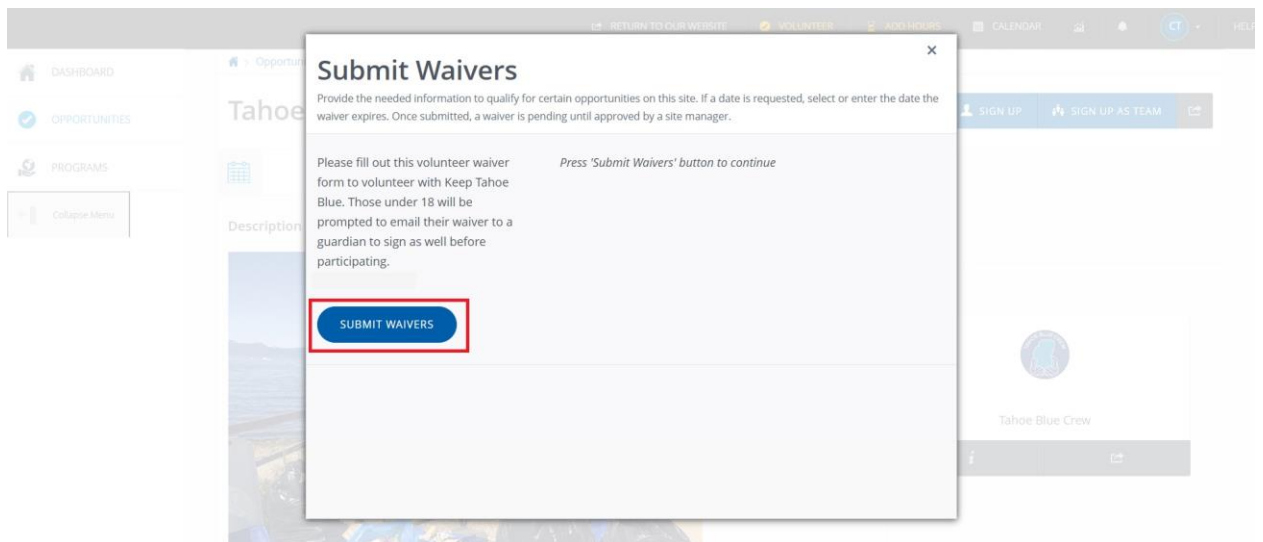 RETURN TO OUR WEBSITE VOLUNTEER ADD HOURS CALENDAR CT HELP
DASHBOARD
OPPORTUNITIES
PROGRAMS
Collapse Menu
> Opportun
Tahoe
SIGN UP SIGN UP AS TEAM
Description
Submit Waivers
×
Provide the needed information to qualify for certain opportunities on this site. If a date is requested, select or enter the date the
waiver expires. Once submitted, a waiver is pending until approved by a site manager.
Please fill out this volunteer waiver
form to volunteer with Keep Tahoe
Blue. Those under 18 will be
prompted to email their waiver to a
guardian to sign as well before
participating.
Press 'Submit Waivers' button to continue
SUBMIT WAIVERS
Tahoe Blue Crew
i